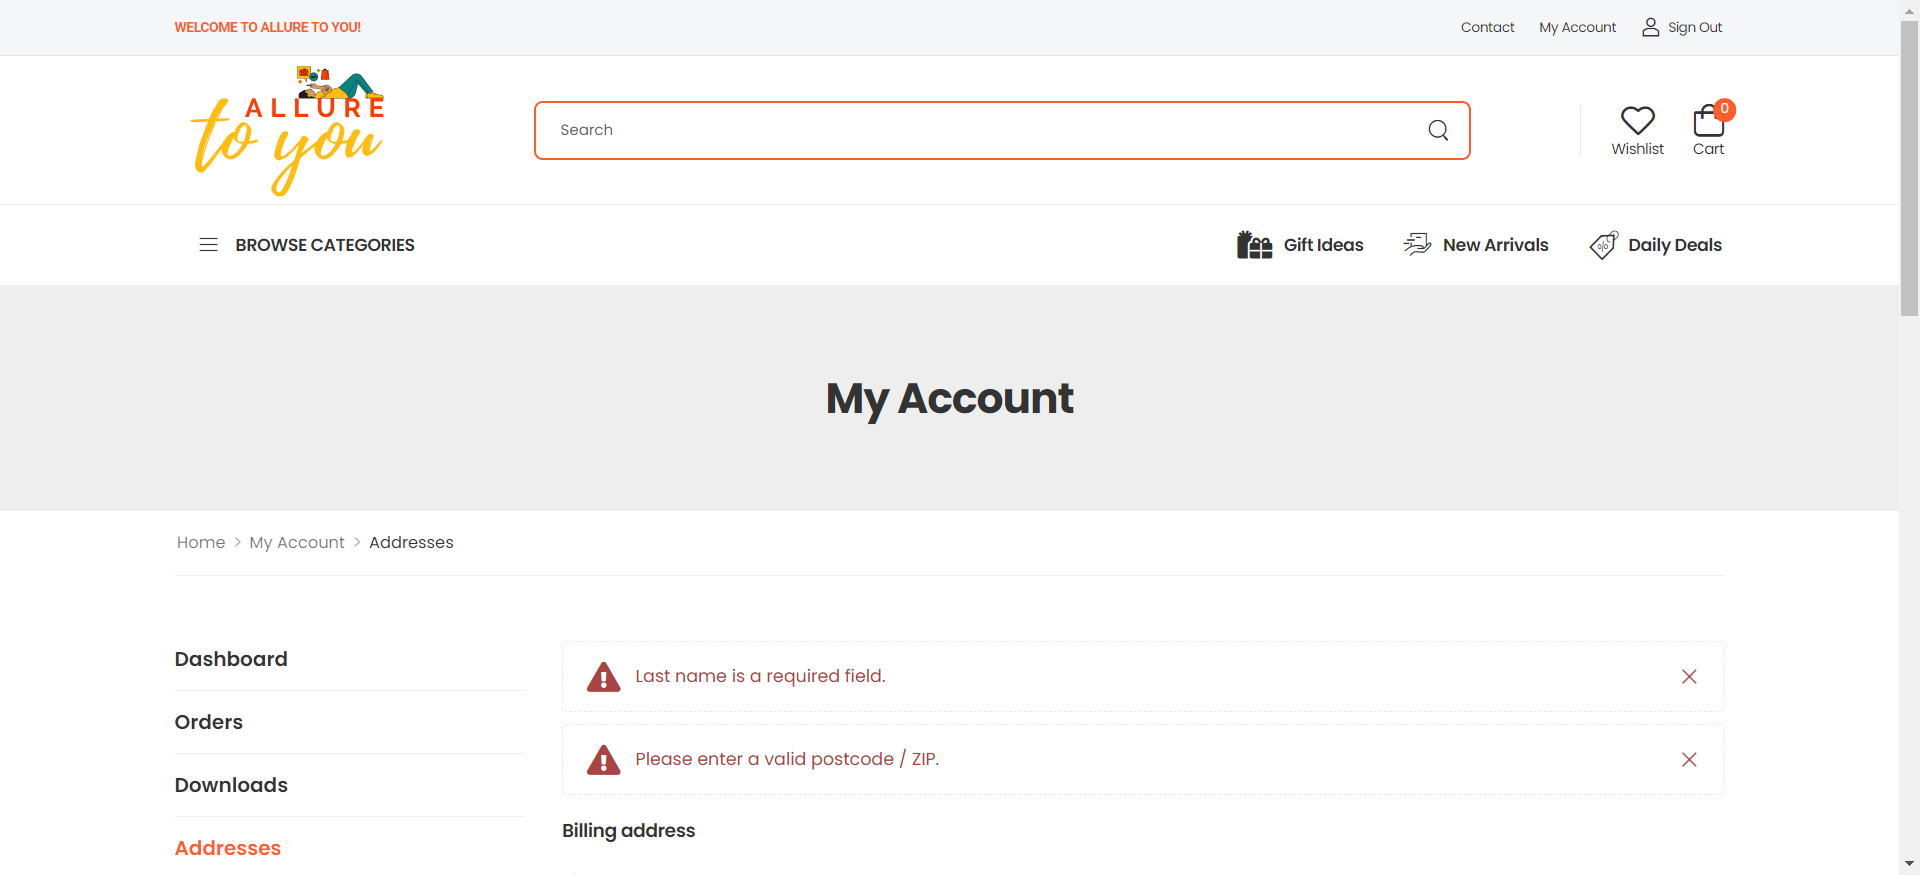 WELCOME TO ALLURE TO YOU!
Contact
My Account
Sign Out
ALLURE
to you
Search
Wishlist
0
Cart
BROWSE CATEGORIES
Gift Ideas
New Arrivals
Daily Deals
My Account
Home > My Account > Addresses
Dashboard
Orders
Downloads
Addresses
Last name is a required field.
Please enter a valid postcode / ZIP.
Billing address